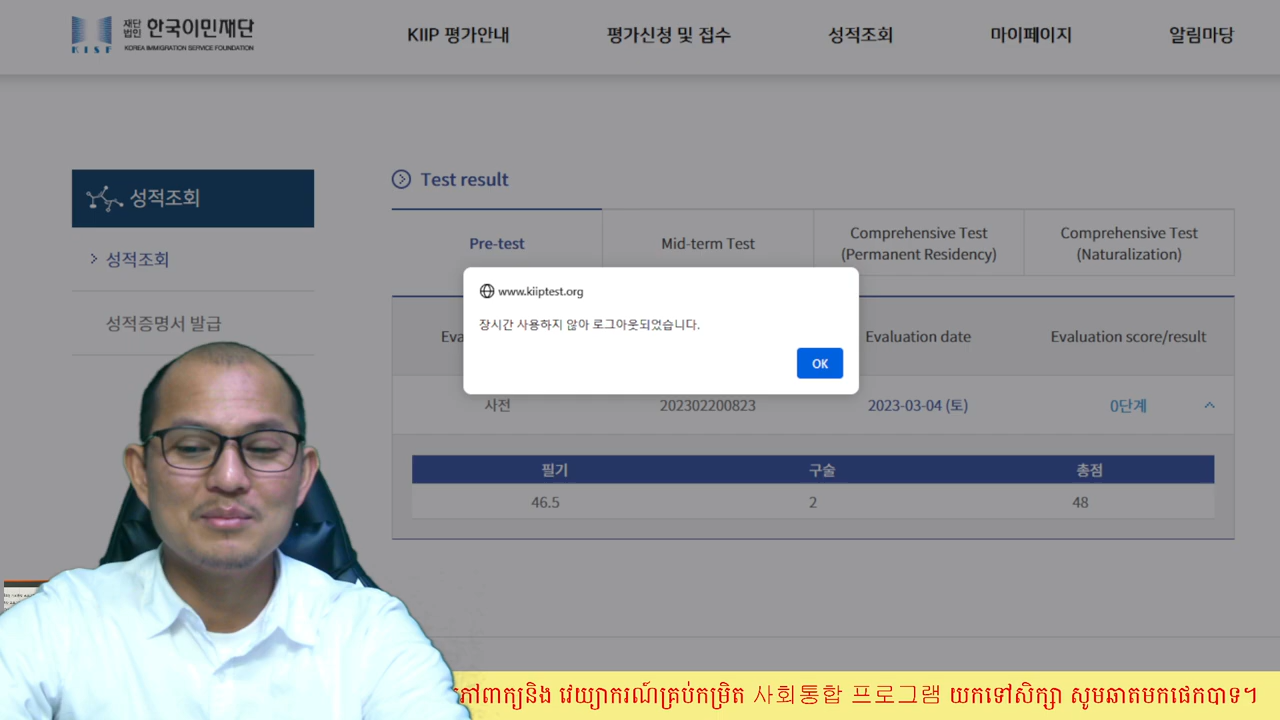 재단
법인 한국이민재단
KISF KOREA IMMIGRATION SERVICE FOUNDATION
KIIP 평가안내 평가신청 및 접수 성적조회 마이페이지 알림마당
성적조회
성적조회
성적증명서 발급
Test result
Pre-test Mid-term Test Comprehensive Test (Permanent Residency) Comprehensive Test (Naturalization)
www.kiiptest.org
장시간 사용하지 않아 로그아웃되었습니다.
OK
Evaluation date Evaluation score/result
사전 202302200823 2023-03-04 (토) 0단계
필기 구술 총점
46.5 2 48
ពាក្យនិង វេយ្យាករណ៍គ្រប់កម្រិត 사회통합 프로그램 យកទៅសិក្សា សូមឆាតមកផេកបាទ។